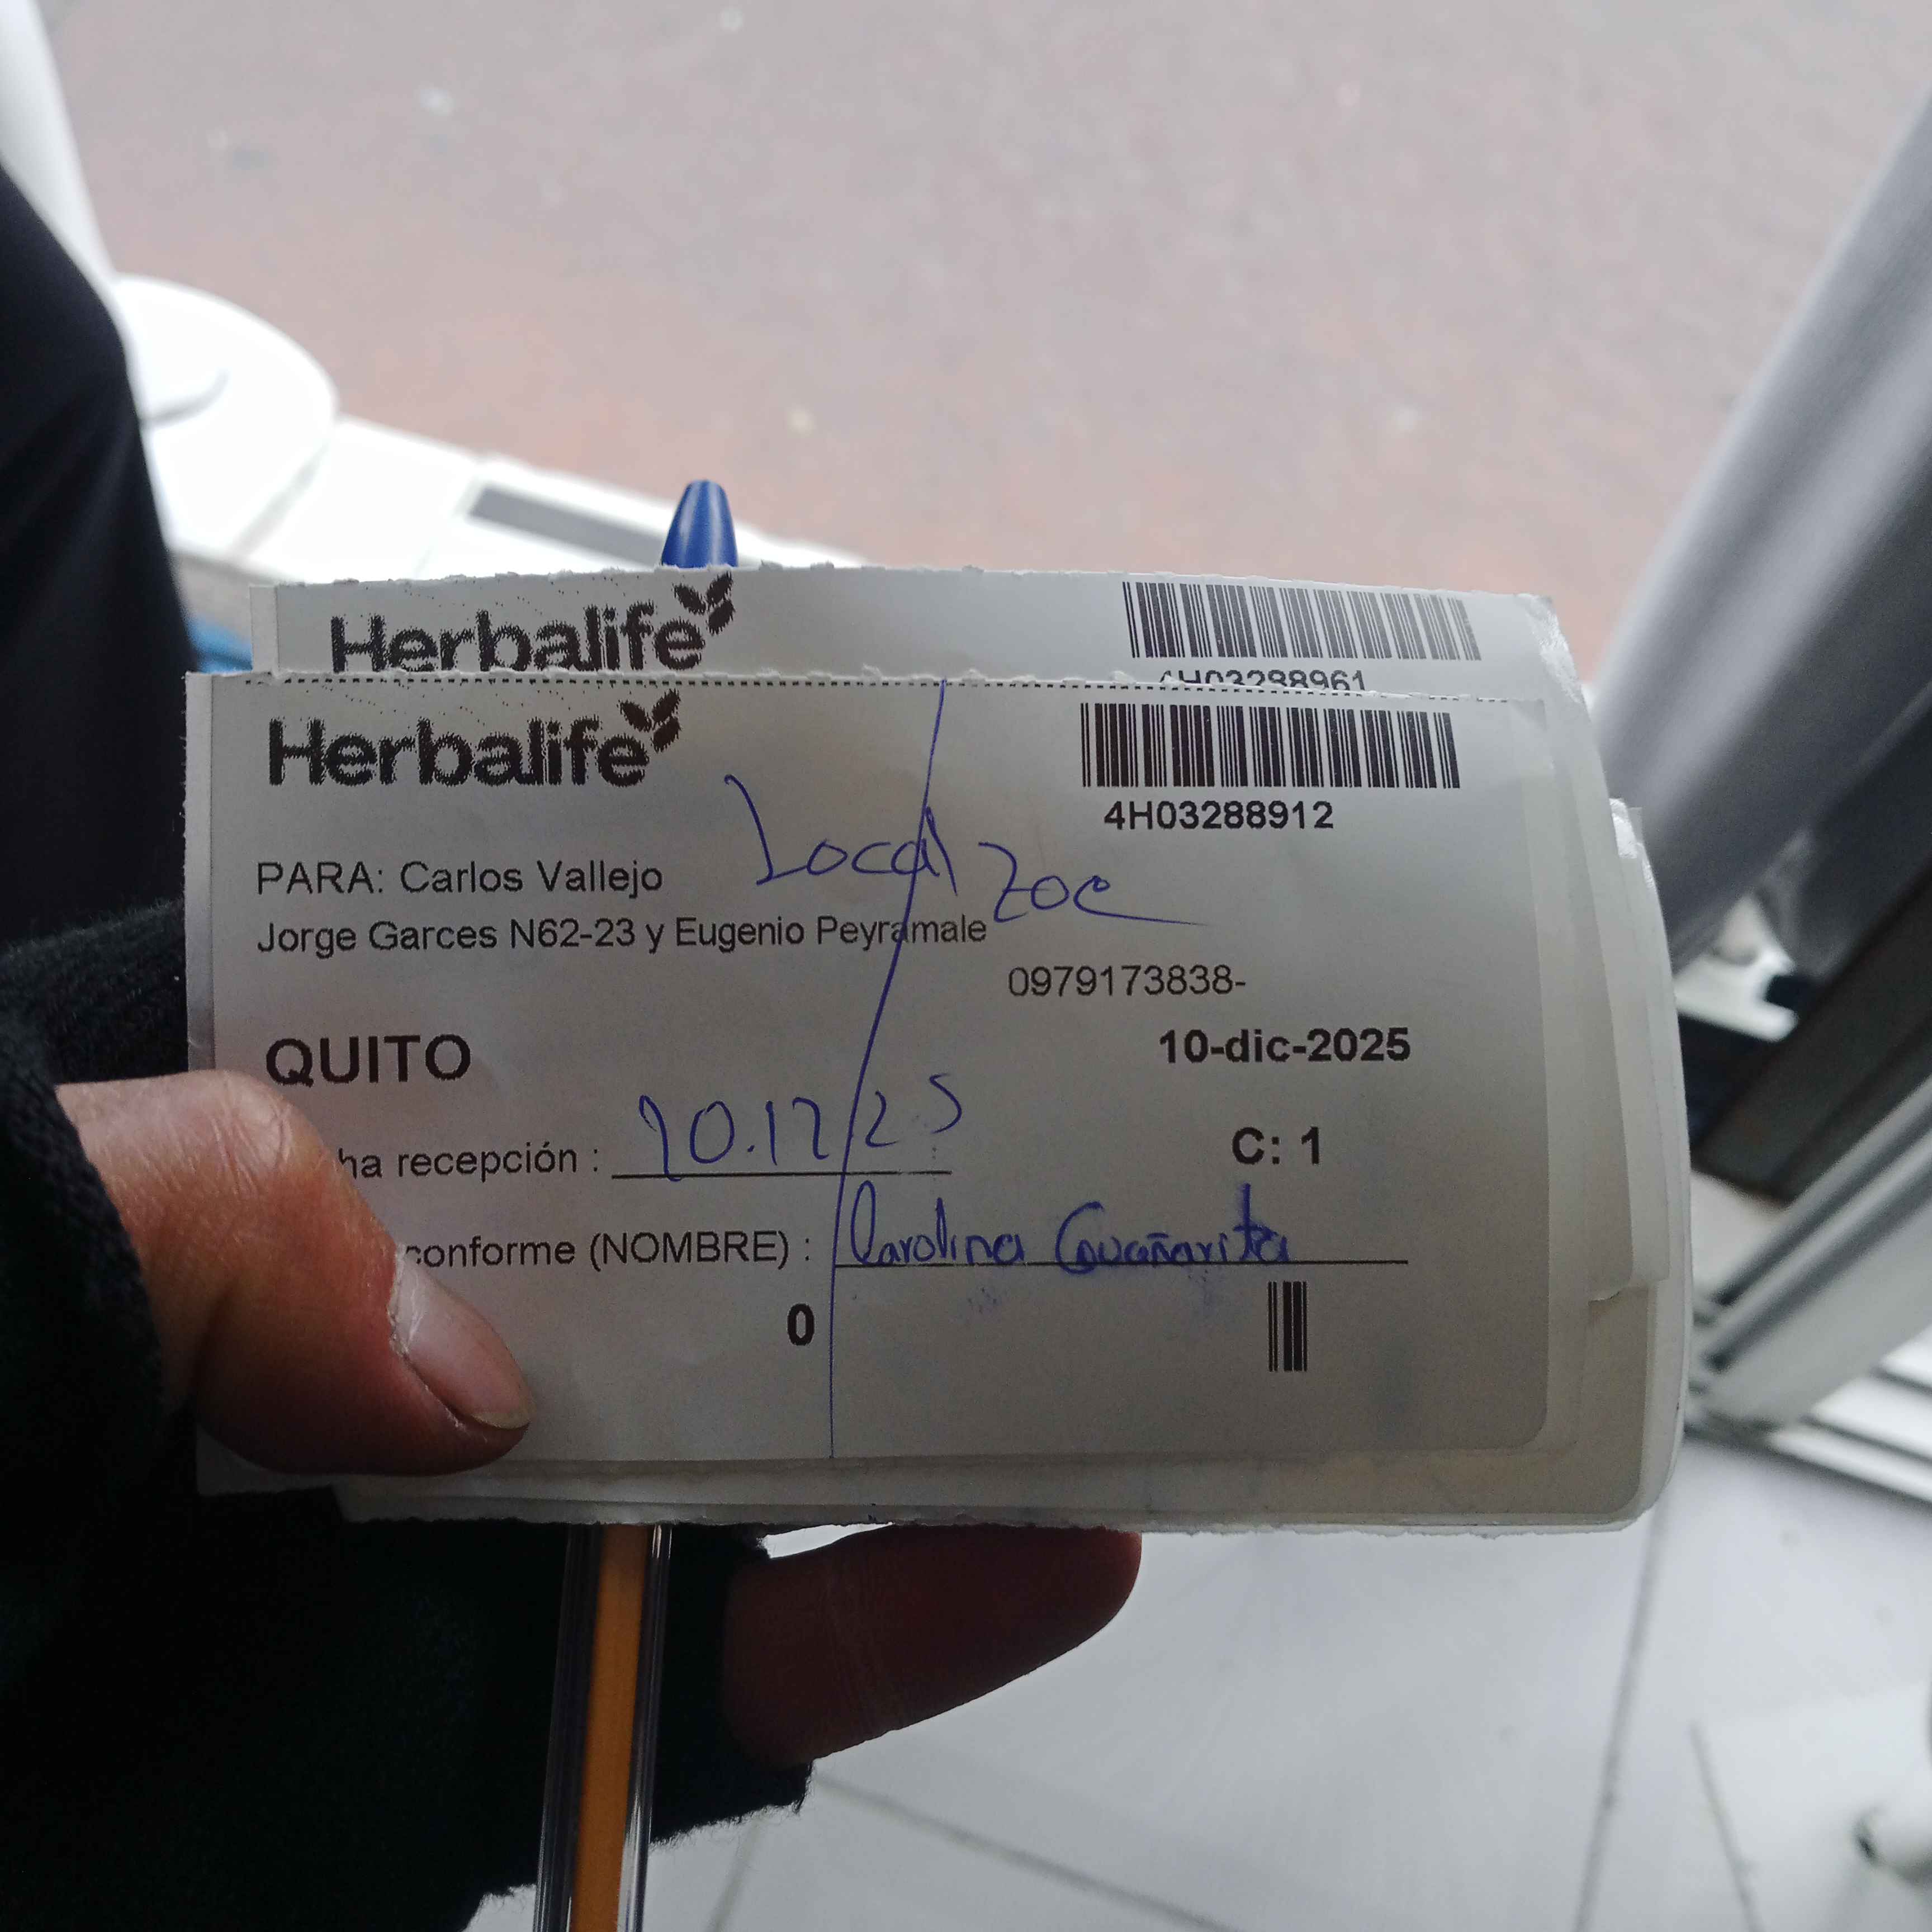 Herbalife
4H03288961
Herbalife
4H03288912
PARA: Carlos Vallejo
Local Zoe
Jorge Garces N62-23 y Eugenio Peyramale
0979173838-
QUITO
10-dic-2025
ha recepción : 10.12/25
C: 1
conforme (NOMBRE) : Carolina Guañarita
0